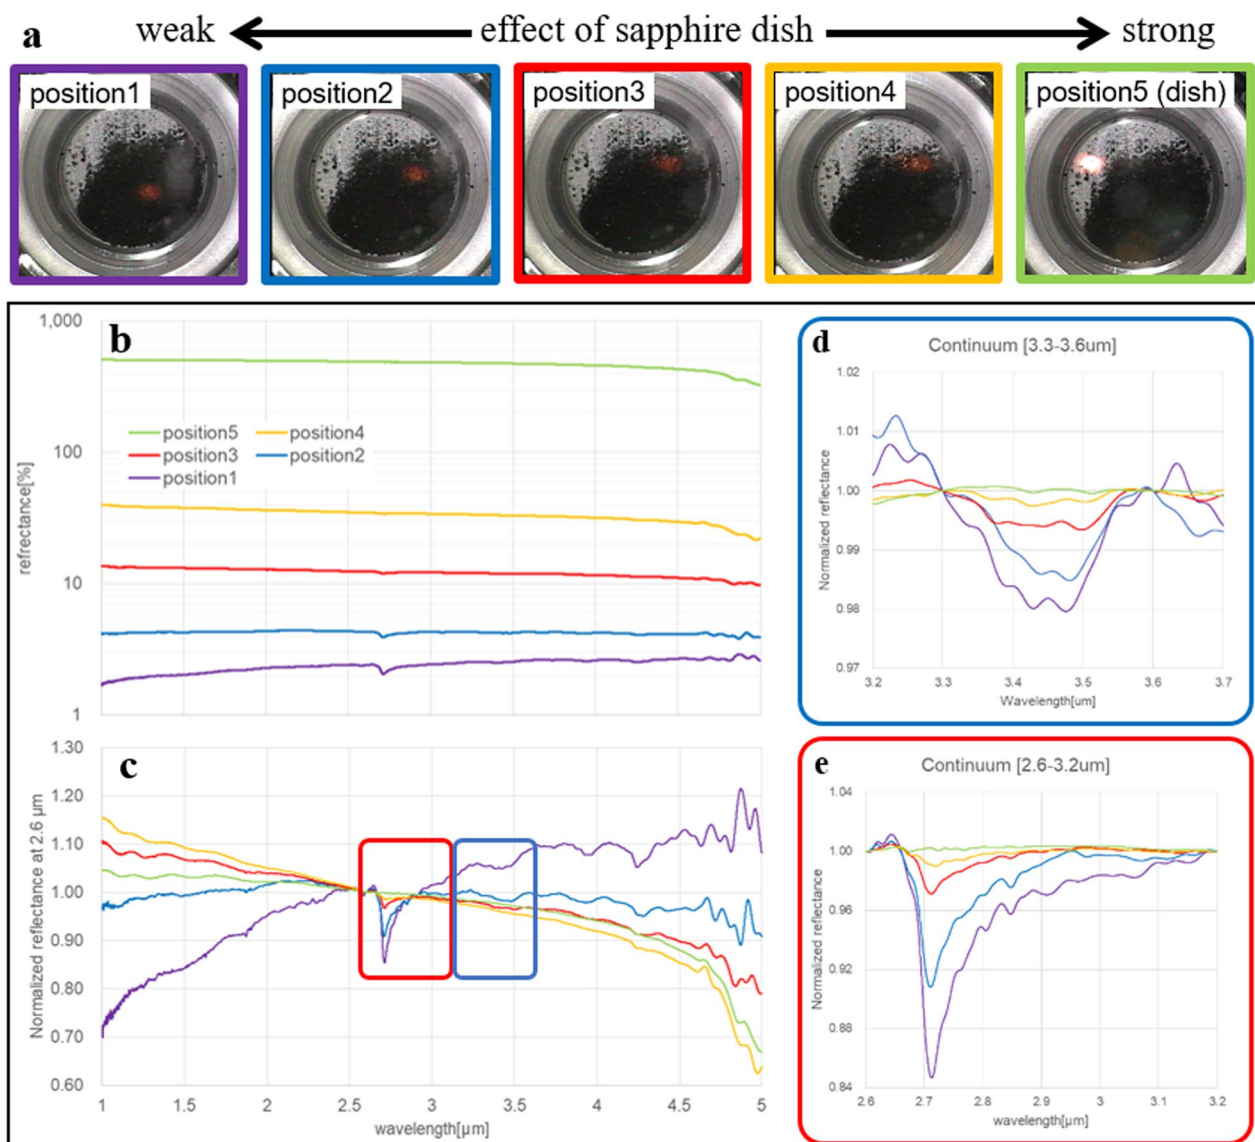 a
weak effect of sapphire dish strong
position1
position2
position3
position4
position5 (dish)
b
1,000
100
10
1
refrectance[%]
position5
position4
position3
position2
position1
c
1.30
1.20
1.10
1.00
0.90
0.80
0.70
0.60
Normalized reflectance at 2.6 µm
1 1.5 2 2.5 3 3.5 4 4.5 5
wavelength[µm]
d
Continuum [3.3-3.6um]
1.02
1.01
1.00
0.99
0.98
0.97
Normalized reflectance
3.2 3.3 3.4 3.5 3.6 3.7
Wavelength[um]
e
Continuum [2.6-3.2um]
1.04
1.00
0.96
0.92
0.88
0.84
Normalized reflectance
2.6 2.7 2.8 2.9 3 3.1 3.2
wavelength[µm]